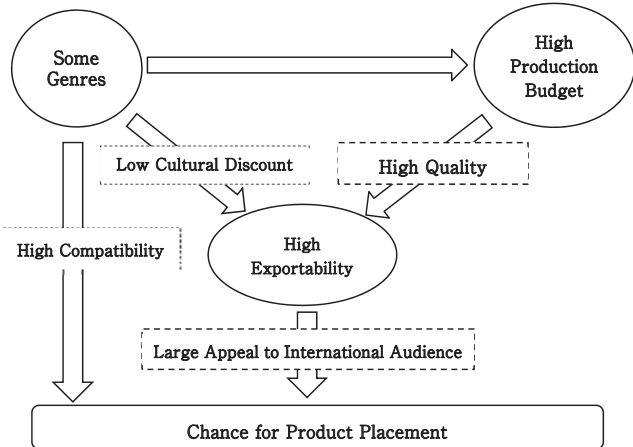 Some
Genres
High
Production
Budget
Low Cultural Discount
High Quality
High Compatibility
High
Exportability
Large Appeal to International Audience
Chance for Product Placement